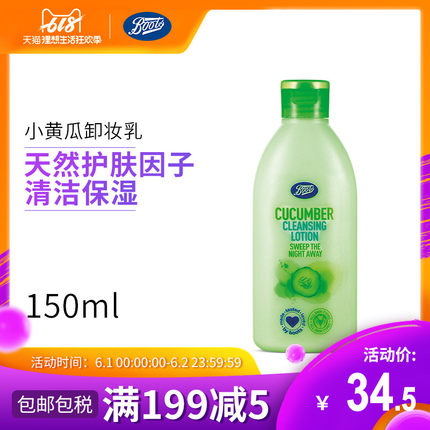 618
天猫理想生活狂欢季
Boots
小黄瓜卸妆乳
天然护肤因子
清洁保湿
150ml
Boots
CUCUMBER
CLEANSING
LOTION
SWEEP THE
NIGHT AWAY
活动时间:6.1 00:00:00-6.2 23:59:59
包邮包税
满199减5
活动价:
¥ 34.5